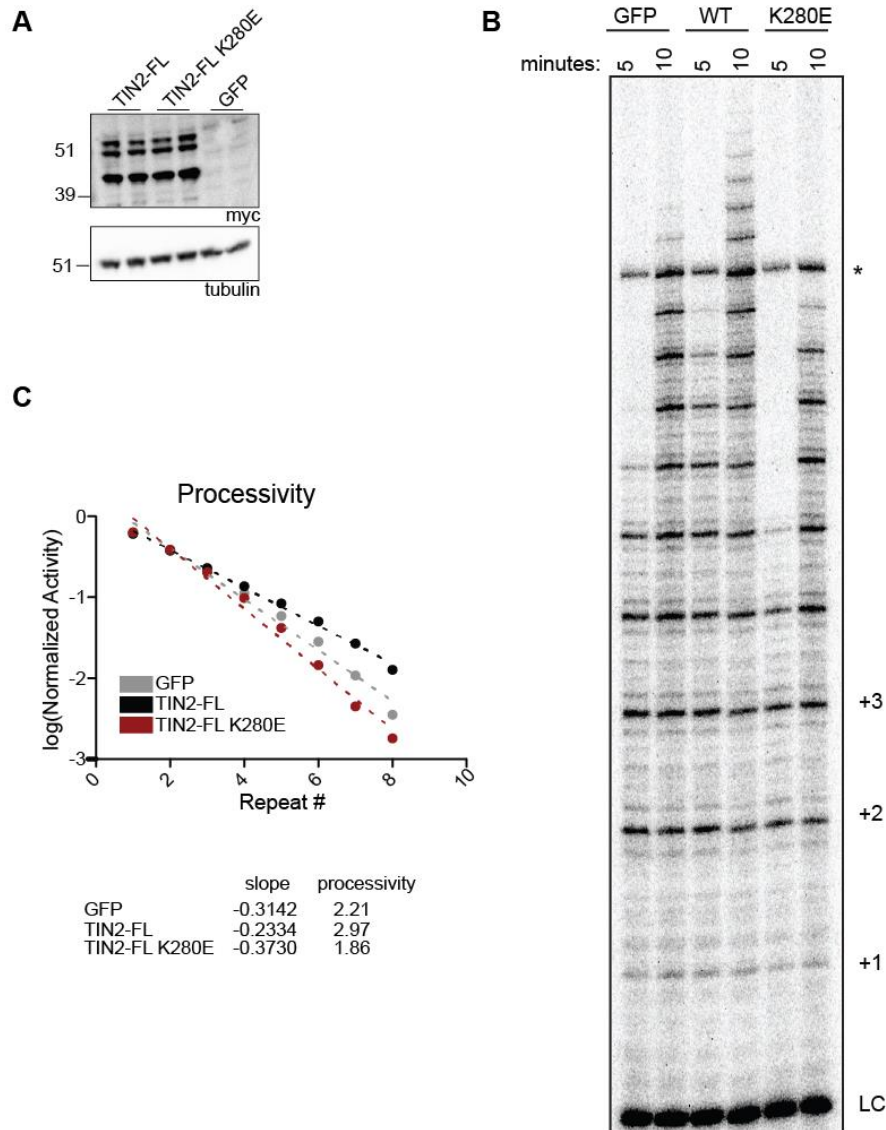 A
TIN2-FL
TIN2-FL K280E
GFP
51
39
myc
51
tubulin
B
GFP WT K280E
minutes: 5 10 5 10 5 10
*
+3
+2
+1
LC
C
Processivity
log(Normalized Activity)
0
-1
-2
-3
GFP
TIN2-FL
TIN2-FL K280E
0 2 4 6 8 10
Repeat #
slope processivity
GFP -0.3142 2.21
TIN2-FL -0.2334 2.97
TIN2-FL K280E -0.3730 1.86